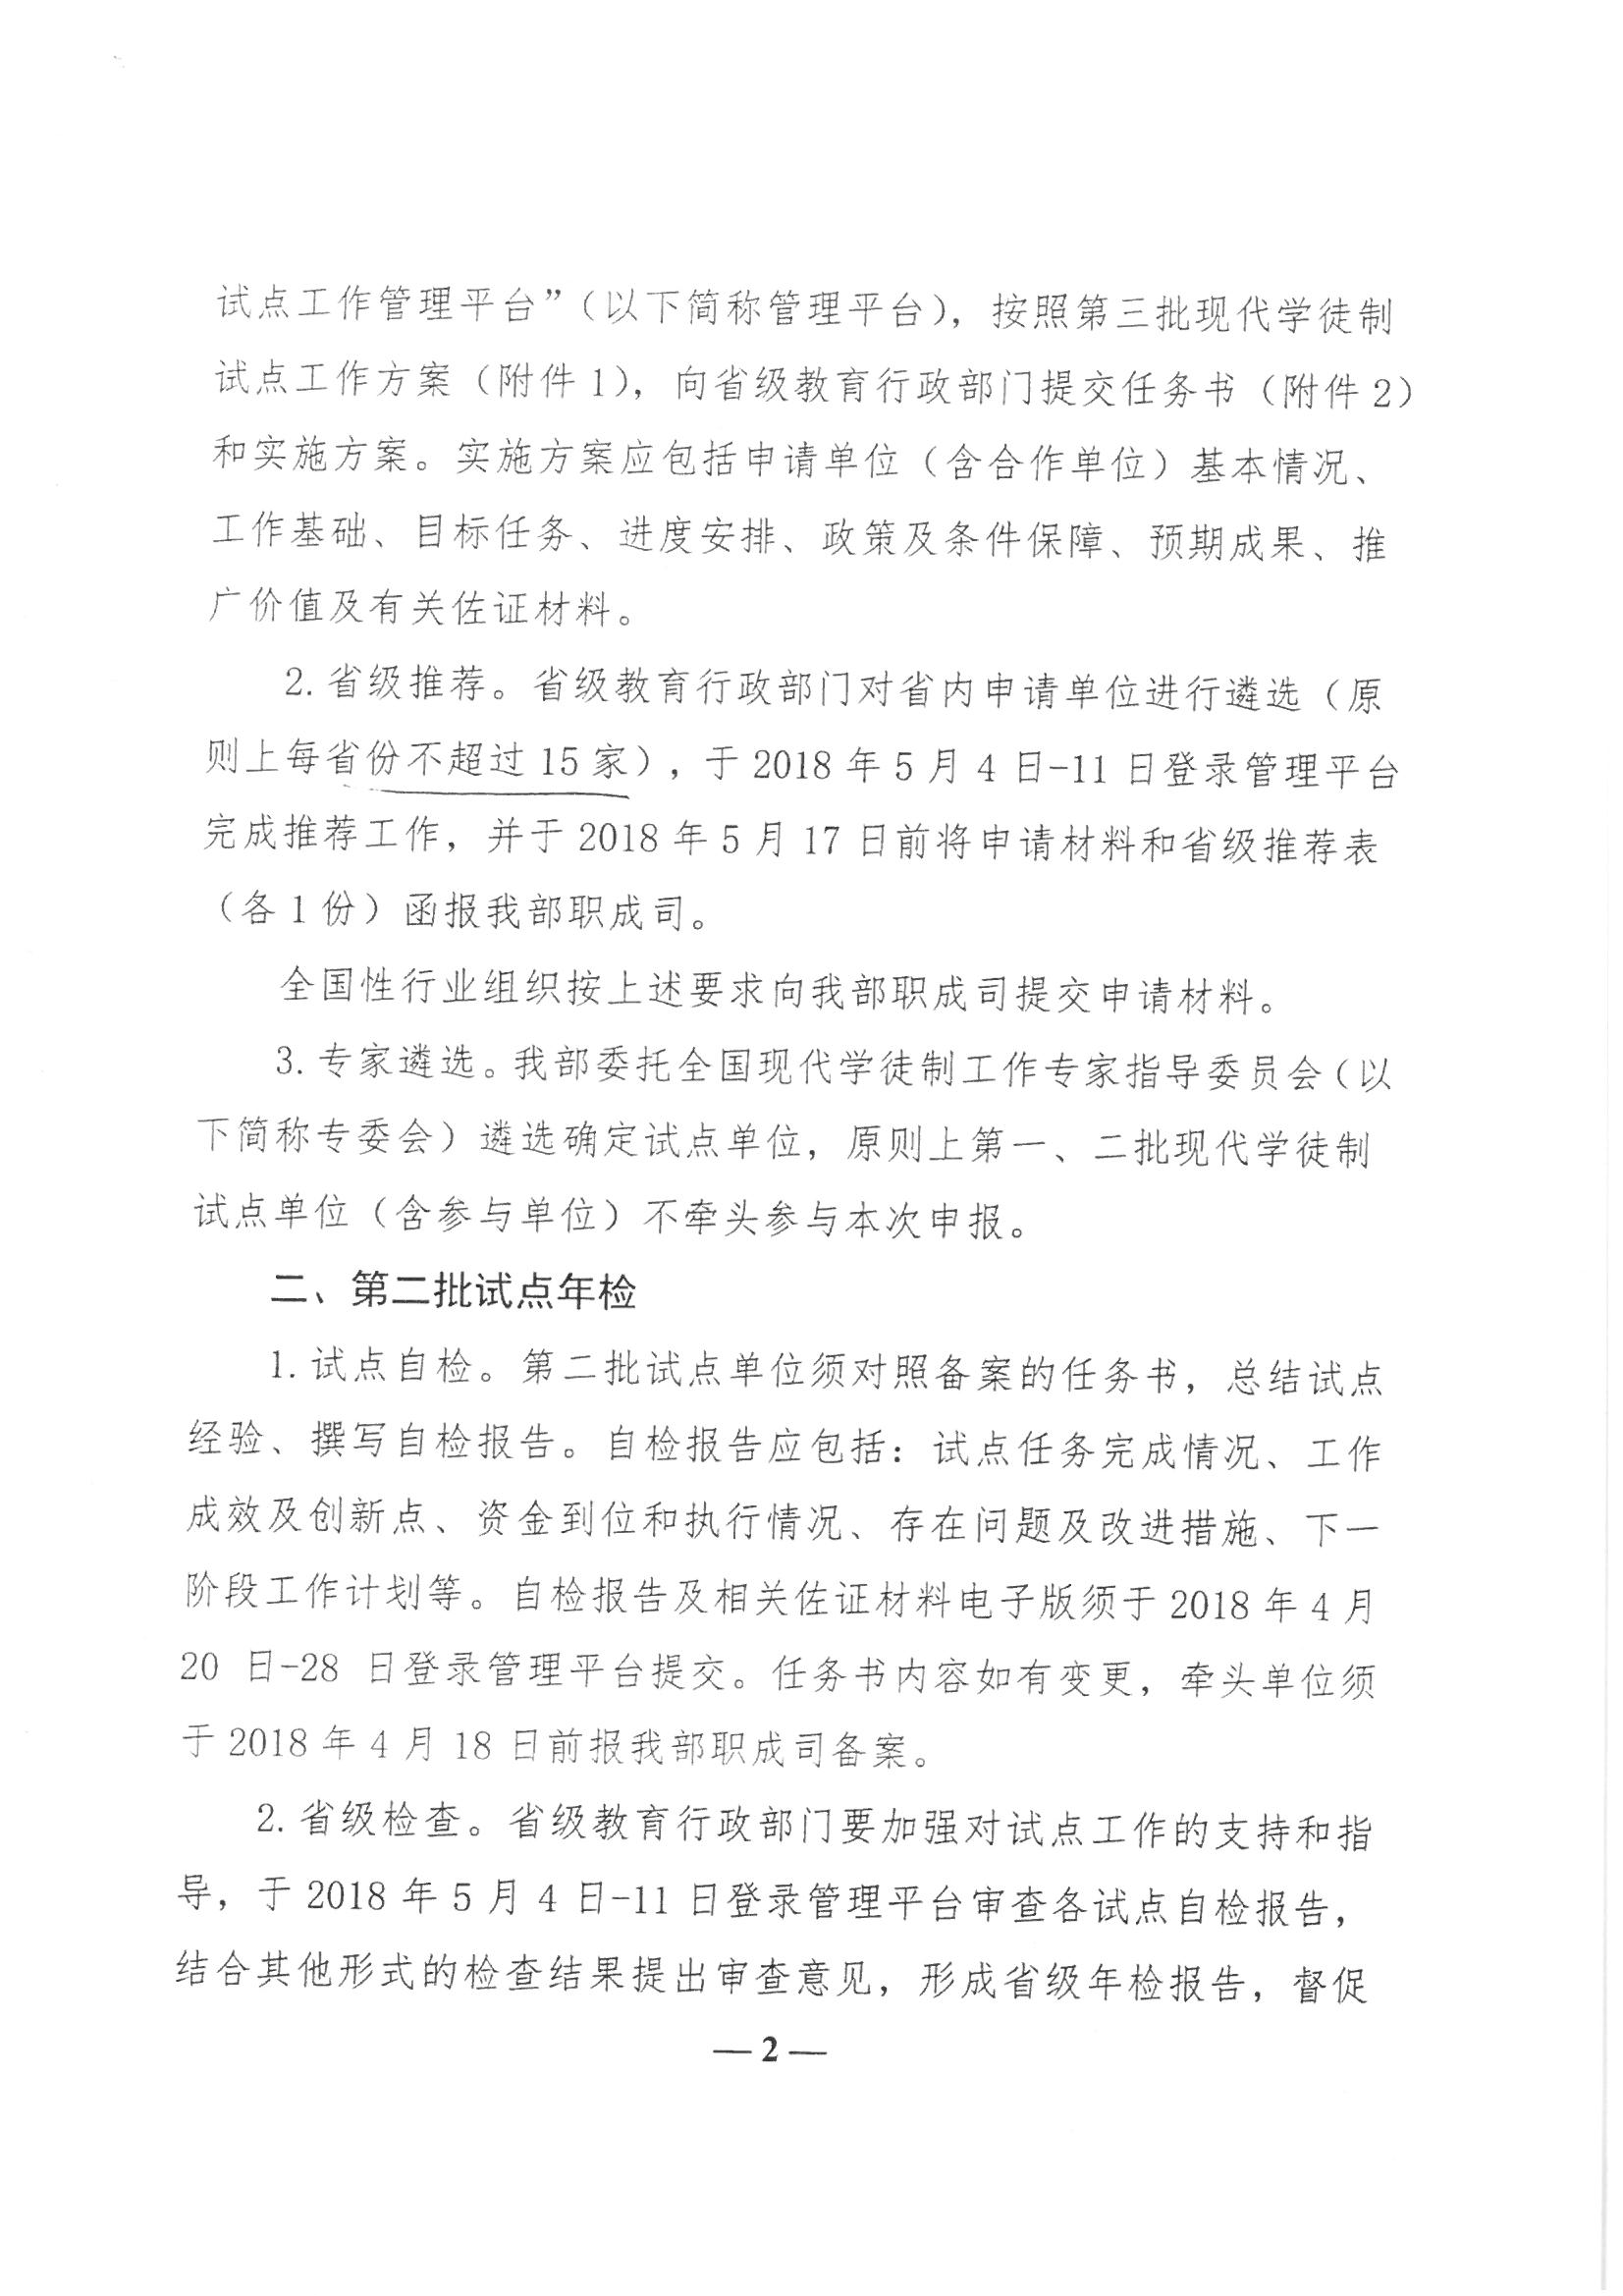 试点工作管理平台”（以下简称管理平台），按照第三批现代学徒制
试点工作方案（附件1），向省级教育行政部门提交任务书（附件2）
和实施方案。实施方案应包括申请单位（含合作单位）基本情况、
工作基础、目标任务、进度安排、政策及条件保障、预期成果、推
广价值及有关佐证材料。
2. 省级推荐。省级教育行政部门对省内申请单位进行遴选（原
则上每省份不超过 15 家），于 2018 年 5 月 4 日-11 日登录管理平台
完成推荐工作，并于 2018 年 5 月 17 日前将申请材料和省级推荐表
（各 1 份）函报我部职成司。
全国性行业组织按上述要求向我部职成司提交申请材料。
3. 专家遴选。我部委托全国现代学徒制工作专家指导委员会（以
下简称专委会）遴选确定试点单位，原则上第一、二批现代学徒制
试点单位（含参与单位）不牵头参与本次申报。
二、第二批试点年检
1. 试点自检。第二批试点单位须对照备案的任务书，总结试点
经验、撰写自检报告。自检报告应包括：试点任务完成情况、工作
成效及创新点、资金到位和执行情况、存在问题及改进措施、下一
阶段工作计划等。自检报告及相关佐证材料电子版须于 2018 年 4 月
20 日-28 日登录管理平台提交。任务书内容如有变更，牵头单位须
于 2018 年 4 月 18 日前报我部职成司备案。
2. 省级检查。省级教育行政部门要加强对试点工作的支持和指
导，于 2018 年 5 月 4 日-11 日登录管理平台审查各试点自检报告，
结合其他形式的检查结果提出审查意见，形成省级年检报告，督促
— 2 —